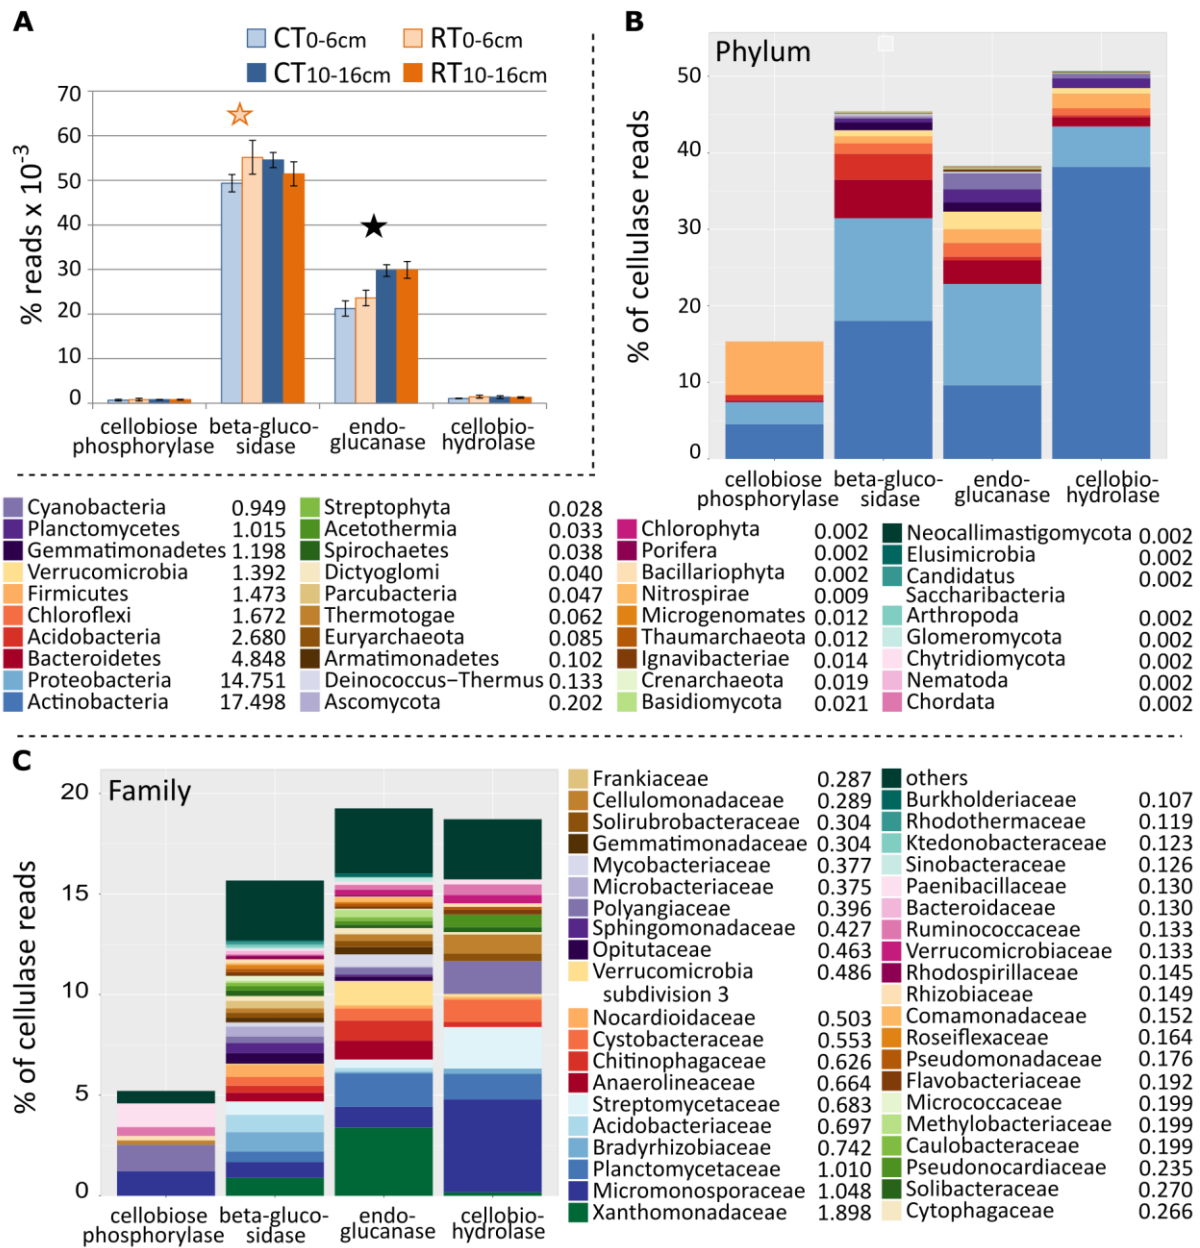 A
CT0-6cm RT0-6cm
CT10-16cm RT10-16cm
% reads x 10-3
70
60
50
40
30
20
10
0
cellobiose phosphorylase
beta-gluco-sidase
endo-glucanase
cellobio-hydrolase
B
Phylum
% of cellulase reads
50
40
30
20
10
0
cellobiose phosphorylase
beta-gluco-sidase
endo-glucanase
cellobio-hydrolase
Cyanobacteria 0.949
Planctomycetes 1.015
Gemmatimonadetes 1.198
Verrucomicrobia 1.392
Firmicutes 1.473
Chloroflexi 1.672
Acidobacteria 2.680
Bacteroidetes 4.848
Proteobacteria 14.751
Actinobacteria 17.498
Streptophyta 0.028
Acetothermia 0.033
Spirochaetes 0.038
Dictyoglomi 0.040
Parcubacteria 0.047
Thermotogae 0.062
Euryarchaeota 0.085
Armatimonadetes 0.102
Deinococcus−Thermus 0.133
Ascomycota 0.202
Chlorophyta 0.002
Porifera 0.002
Bacillariophyta 0.002
Nitrospirae 0.009
Microgenomates 0.012
Thaumarchaeota 0.012
Ignavibacteriae 0.014
Crenarchaeota 0.019
Basidiomycota 0.021
Neocallimastigomycota 0.002
Elusimicrobia 0.002
Candidatus 0.002
Saccharibacteria
Arthropoda 0.002
Glomeromycota 0.002
Chytridiomycota 0.002
Nematoda 0.002
Chordata 0.002
C
Family
% of cellulase reads
20
15
10
5
0
cellobiose phosphorylase
beta-gluco-sidase
endo-glucanase
cellobio-hydrolase
Frankiaceae 0.287
Cellulomonadaceae 0.289
Solirubrobacteraceae 0.304
Gemmatimonadaceae 0.304
Mycobacteriaceae 0.377
Microbacteriaceae 0.375
Polyangiaceae 0.396
Sphingomonadaceae 0.427
Opitutaceae 0.463
Verrucomicrobia 0.486
subdivision 3
Nocardioidaceae 0.503
Cystobacteraceae 0.553
Chitinophagaceae 0.626
Anaerolineaceae 0.664
Streptomycetaceae 0.683
Acidobacteriaceae 0.697
Bradyrhizobiaceae 0.742
Planctomycetaceae 1.010
Micromonosporaceae 1.048
Xanthomonadaceae 1.898
others
Burkholderiaceae 0.107
Rhodothermaceae 0.119
Ktedonobacteraceae 0.123
Sinobacteraceae 0.126
Paenibacillaceae 0.130
Bacteroidaceae 0.130
Ruminococcaceae 0.133
Verrucomicrobiaceae 0.133
Rhodospirillaceae 0.145
Rhizobiaceae 0.149
Comamonadaceae 0.152
Roseiflexaceae 0.164
Pseudomonadaceae 0.176
Flavobacteriaceae 0.192
Micrococcaceae 0.199
Methylobacteriaceae 0.199
Caulobacteraceae 0.199
Pseudonocardiaceae 0.235
Solibacteraceae 0.270
Cytophagaceae 0.266